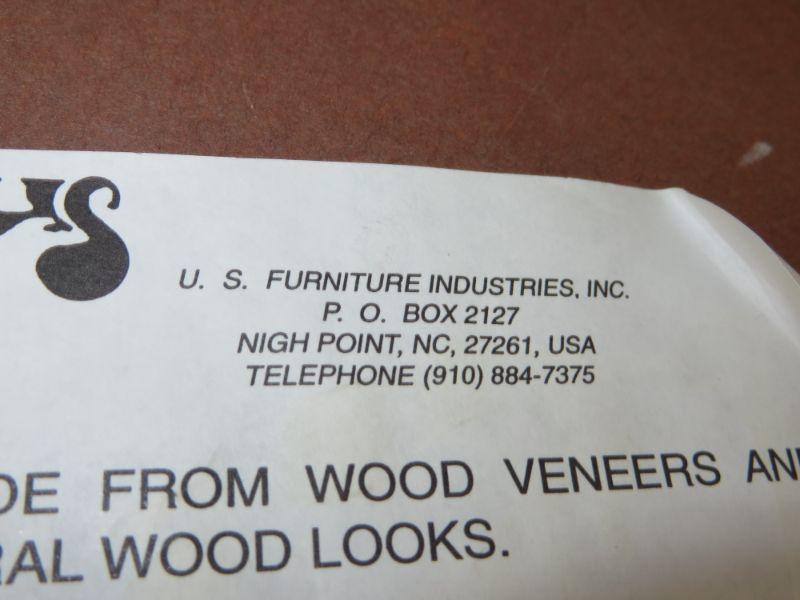 U. S. FURNITURE INDUSTRIES, INC.
P. O. BOX 2127
NIGH POINT, NC, 27261, USA
TELEPHONE (910) 884-7375
DE FROM WOOD VENEERS AN
RAL WOOD LOOKS.